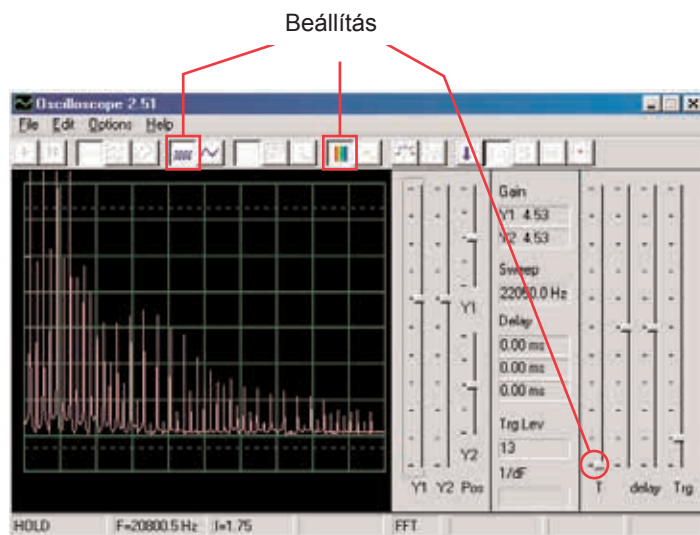 Beállítás
Oscilloscope 2.51
File Edit Options Help
Gain
Y1 4.53
Y2 4.53
Sweep
22050.0 Hz
Delay
0.00 ms
0.00 ms
0.00 ms
Trg Lev
13
1/dF
Y1
Y2
Y1 Y2 Pos
T delay Trg
HOLD F=20800.5 Hz I=1.75 FFT